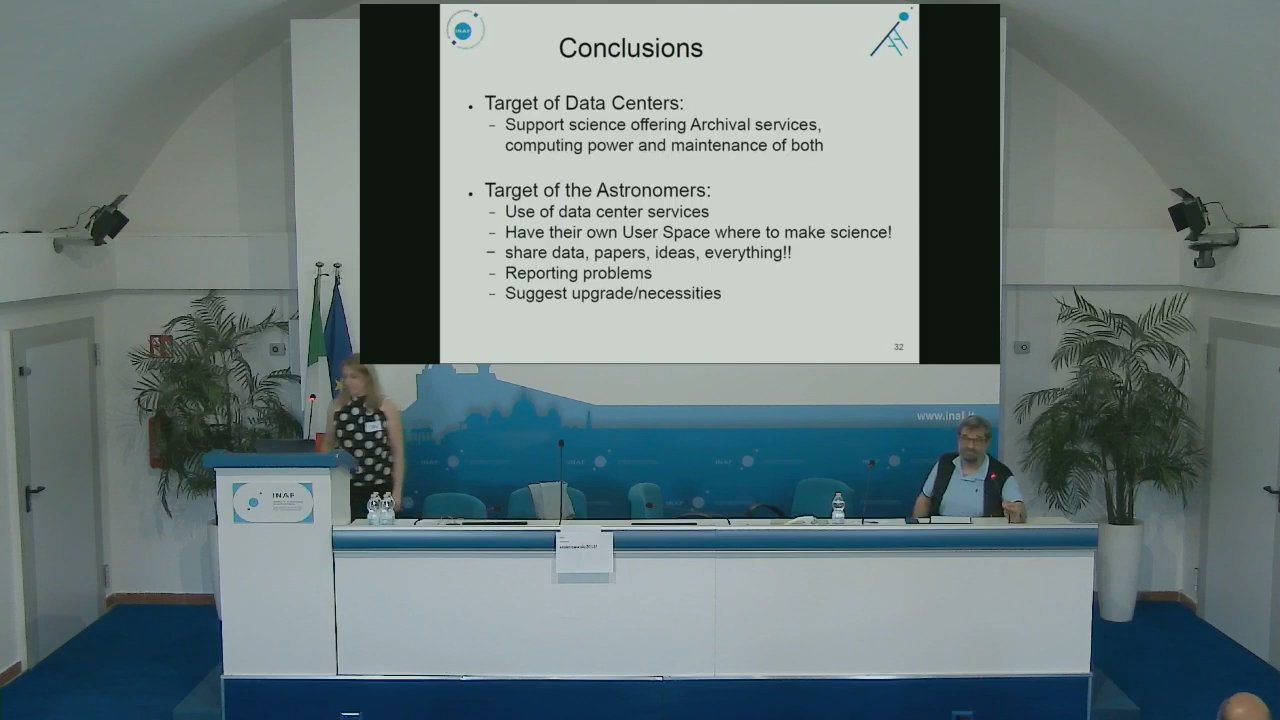 INAF
Conclusions
• Target of Data Centers:
– Support science offering Archival services,
computing power and maintenance of both
• Target of the Astronomers:
– Use of data center services
– Have their own User Space where to make science!
– share data, papers, ideas, everything!!
– Reporting problems
– Suggest upgrade/necessities
32
www.inaf.it
INAF